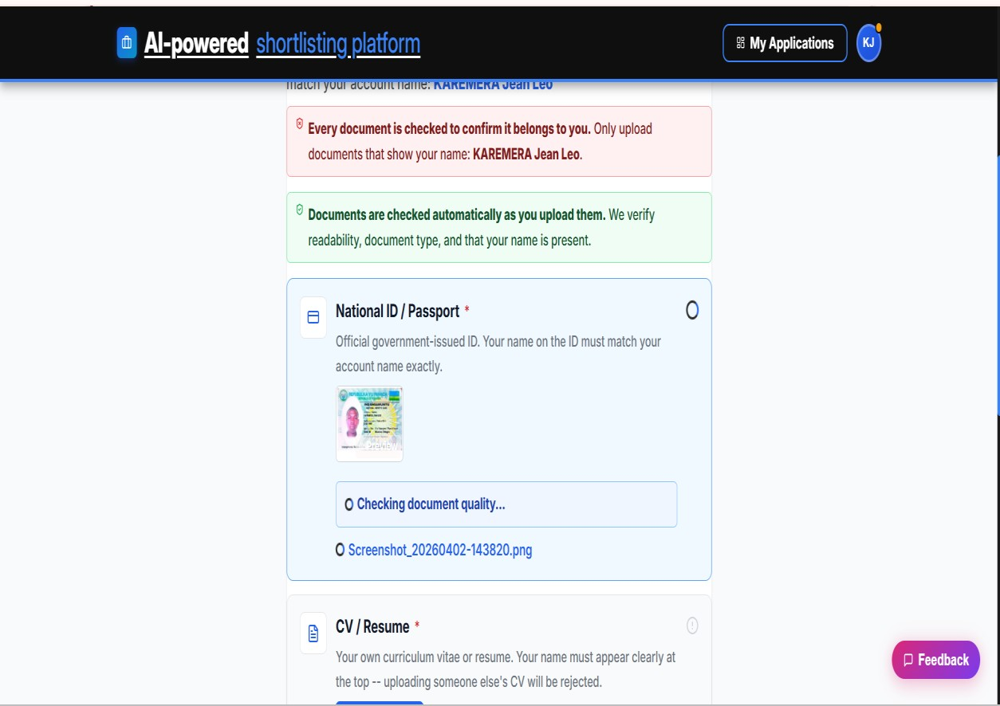 AI-powered shortlisting platform
My Applications
KJ
match your account name: KAREMERA Jean Leo
Every document is checked to confirm it belongs to you. Only upload
documents that show your name: KAREMERA Jean Leo.
Documents are checked automatically as you upload them. We verify
readability, document type, and that your name is present.
National ID / Passport *
Official government-issued ID. Your name on the ID must match your
account name exactly.
Preview
Checking document quality...
Screenshot_20260402-143820.png
CV / Resume *
Your own curriculum vitae or resume. Your name must appear clearly at
the top -- uploading someone else's CV will be rejected.
Feedback